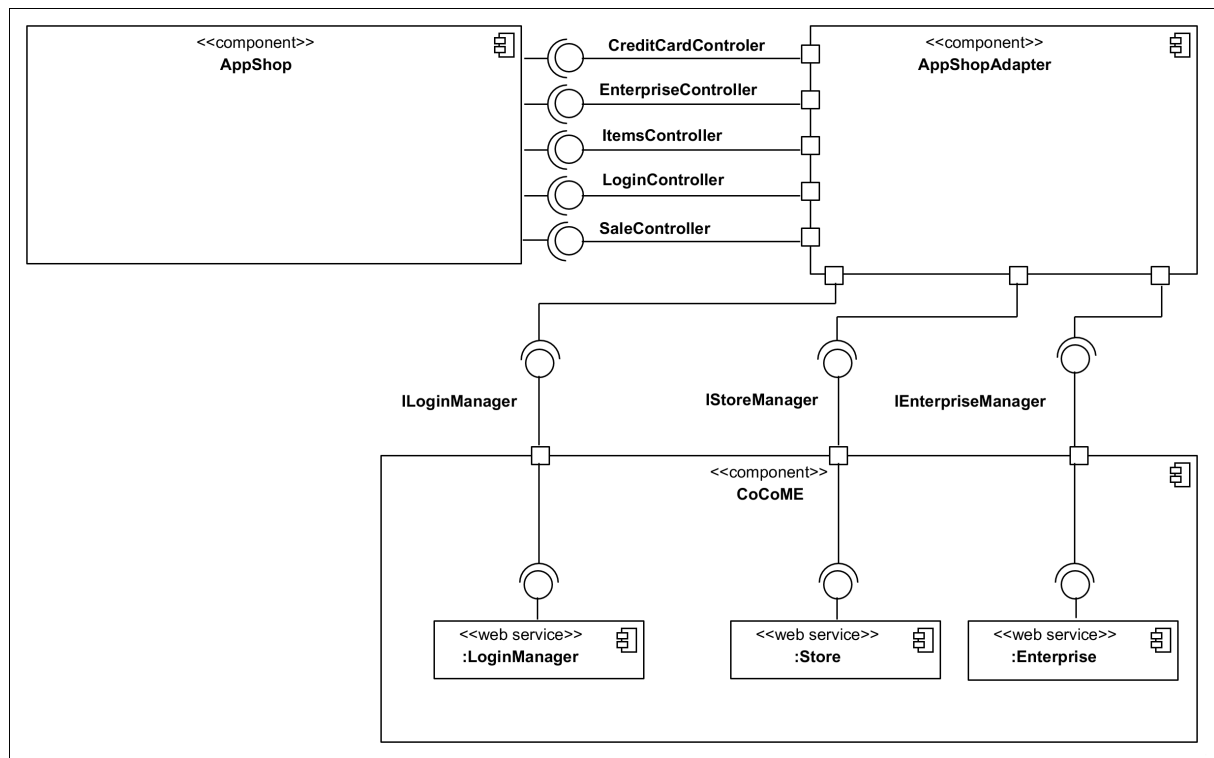 <<component>>
AppShop
CreditCardControler
EnterpriseController
ItemsController
LoginController
SaleController
<<component>>
AppShopAdapter
ILoginManager
IStoreManager
IEnterpriseManager
<<component>>
CoCoME
<<web service>>
:LoginManager
<<web service>>
:Store
<<web service>>
:Enterprise